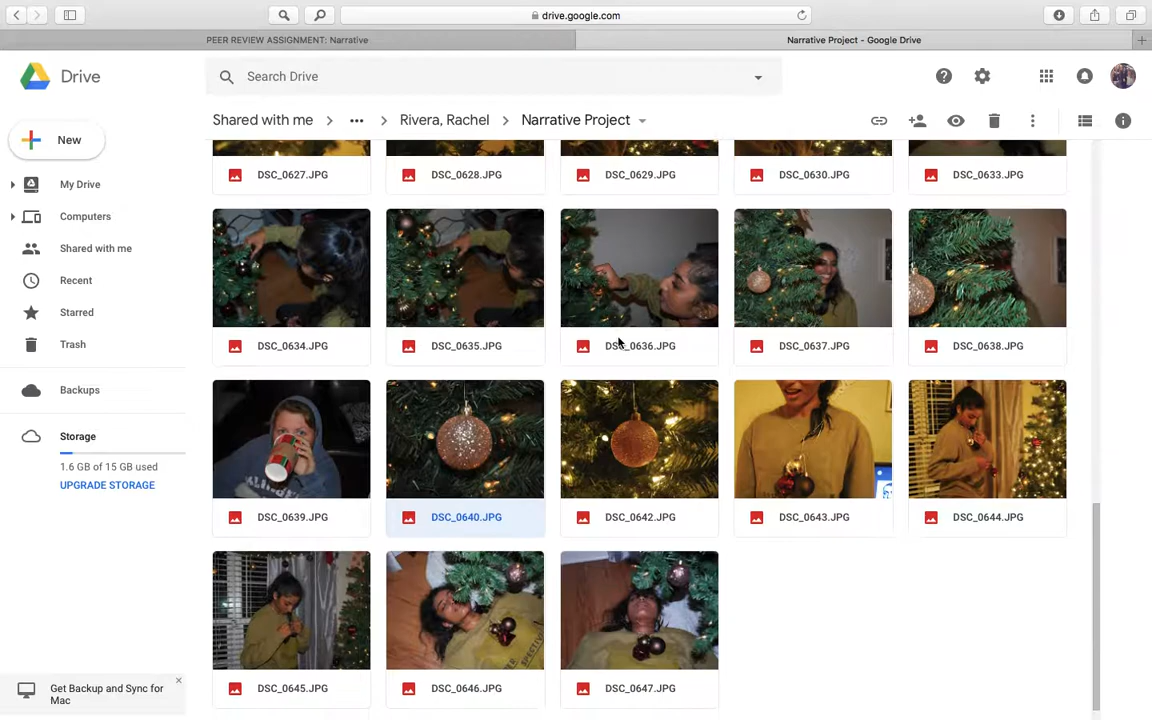 drive.google.com
PEER REVIEW ASSIGNMENT: Narrative
Narrative Project - Google Drive
Drive
Search Drive
New
Shared with me
Rivera, Rachel
Narrative Project
My Drive
Computers
Shared with me
Recent
Starred
Trash
Backups
Storage
1.6 GB of 15 GB used
UPGRADE STORAGE
Get Backup and Sync for
Mac
DSC_0627.JPG
DSC_0628.JPG
DSC_0629.JPG
DSC_0630.JPG
DSC_0633.JPG
DSC_0634.JPG
DSC_0635.JPG
DSC_0636.JPG
DSC_0637.JPG
DSC_0638.JPG
DSC_0639.JPG
DSC_0640.JPG
DSC_0642.JPG
DSC_0643.JPG
DSC_0644.JPG
DSC_0645.JPG
DSC_0646.JPG
DSC_0647.JPG